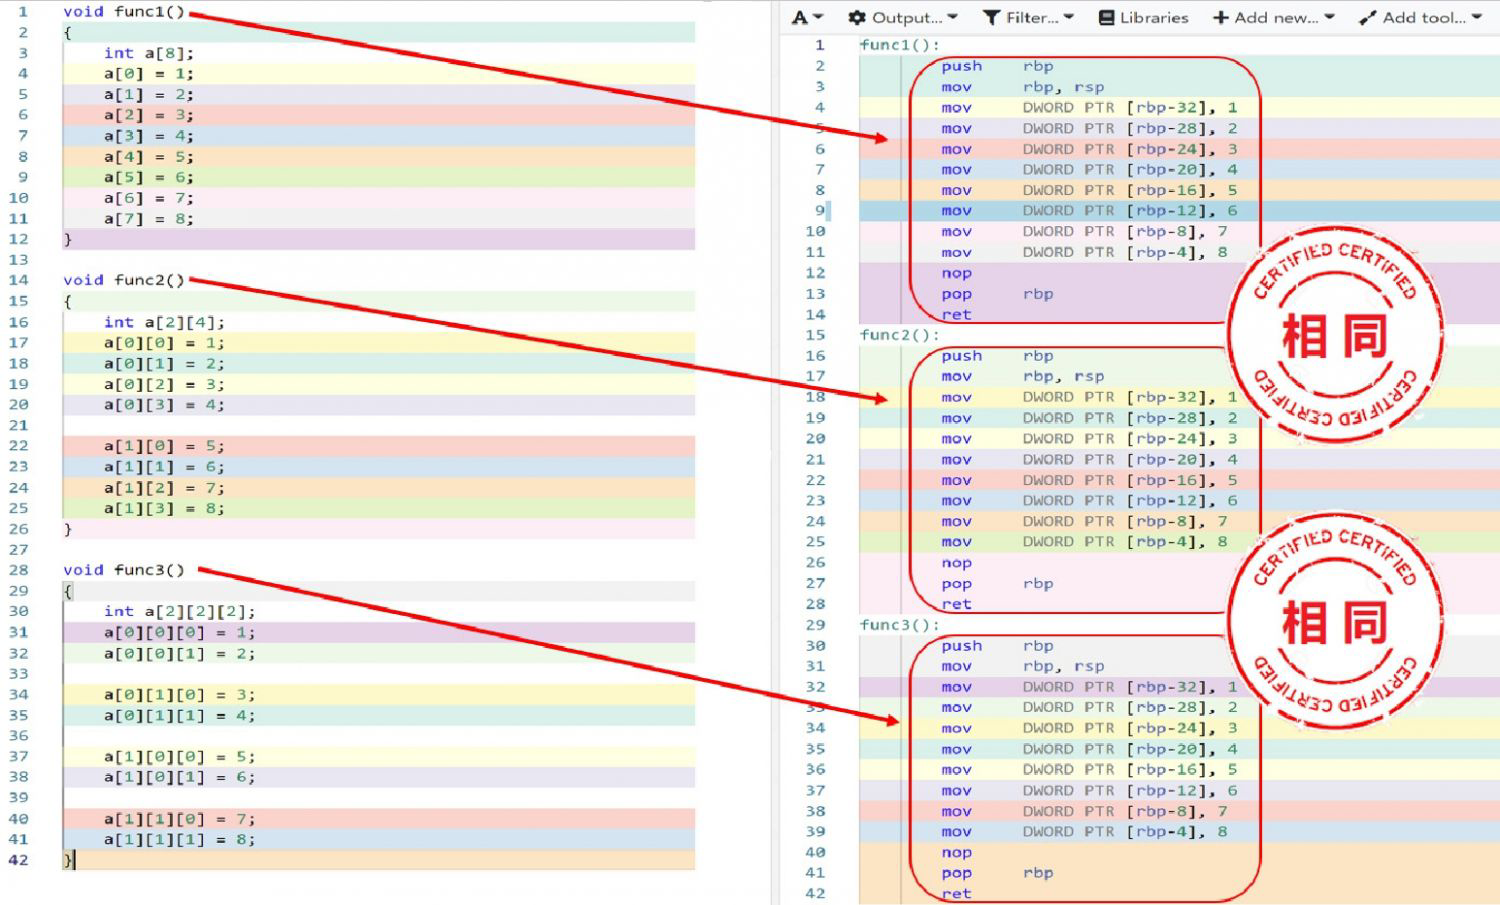 1 void func1()
2 {
3 int a[8];
4 a[0] = 1;
5 a[1] = 2;
6 a[2] = 3;
7 a[3] = 4;
8 a[4] = 5;
9 a[5] = 6;
10 a[6] = 7;
11 a[7] = 8;
12 }
13
14 void func2()
15 {
16 int a[2][4];
17 a[0][0] = 1;
18 a[0][1] = 2;
19 a[0][2] = 3;
20 a[0][3] = 4;
21
22 a[1][0] = 5;
23 a[1][1] = 6;
24 a[1][2] = 7;
25 a[1][3] = 8;
26 }
27
28 void func3()
29 {
30 int a[2][2][2];
31 a[0][0][0] = 1;
32 a[0][0][1] = 2;
33
34 a[0][1][0] = 3;
35 a[0][1][1] = 4;
36
37 a[1][0][0] = 5;
38 a[1][0][1] = 6;
39
40 a[1][1][0] = 7;
41 a[1][1][1] = 8;
42 }
A Output... Filter... Libraries Add new... Add tool...
1 func1():
2 push rbp
3 mov rbp, rsp
4 mov DWORD PTR [rbp-32], 1
5 mov DWORD PTR [rbp-28], 2
6 mov DWORD PTR [rbp-24], 3
7 mov DWORD PTR [rbp-20], 4
8 mov DWORD PTR [rbp-16], 5
9 mov DWORD PTR [rbp-12], 6
10 mov DWORD PTR [rbp-8], 7
11 mov DWORD PTR [rbp-4], 8
12 nop
13 pop rbp
14 ret
15 func2():
16 push rbp
17 mov rbp, rsp
18 mov DWORD PTR [rbp-32], 1
19 mov DWORD PTR [rbp-28], 2
20 mov DWORD PTR [rbp-24], 3
21 mov DWORD PTR [rbp-20], 4
22 mov DWORD PTR [rbp-16], 5
23 mov DWORD PTR [rbp-12], 6
24 mov DWORD PTR [rbp-8], 7
25 mov DWORD PTR [rbp-4], 8
26 nop
27 pop rbp
28 ret
29 func3():
30 push rbp
31 mov rbp, rsp
32 mov DWORD PTR [rbp-32], 1
33 mov DWORD PTR [rbp-28], 2
34 mov DWORD PTR [rbp-24], 3
35 mov DWORD PTR [rbp-20], 4
36 mov DWORD PTR [rbp-16], 5
37 mov DWORD PTR [rbp-12], 6
38 mov DWORD PTR [rbp-8], 7
39 mov DWORD PTR [rbp-4], 8
40 nop
41 pop rbp
42 ret
CERTIFIED CERTIFIED
相同
CERTIFIED CERTIFIED
CERTIFIED CERTIFIED
相同
CERTIFIED CERTIFIED